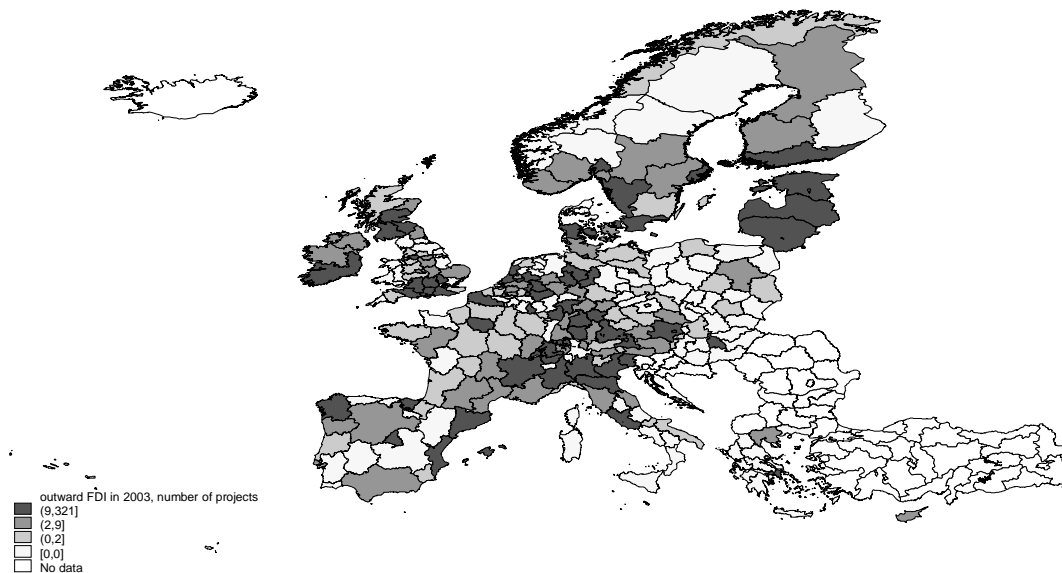 outward FDI in 2003, number of projects
(9,321]
(2,9]
(0,2]
[0,0]
No data